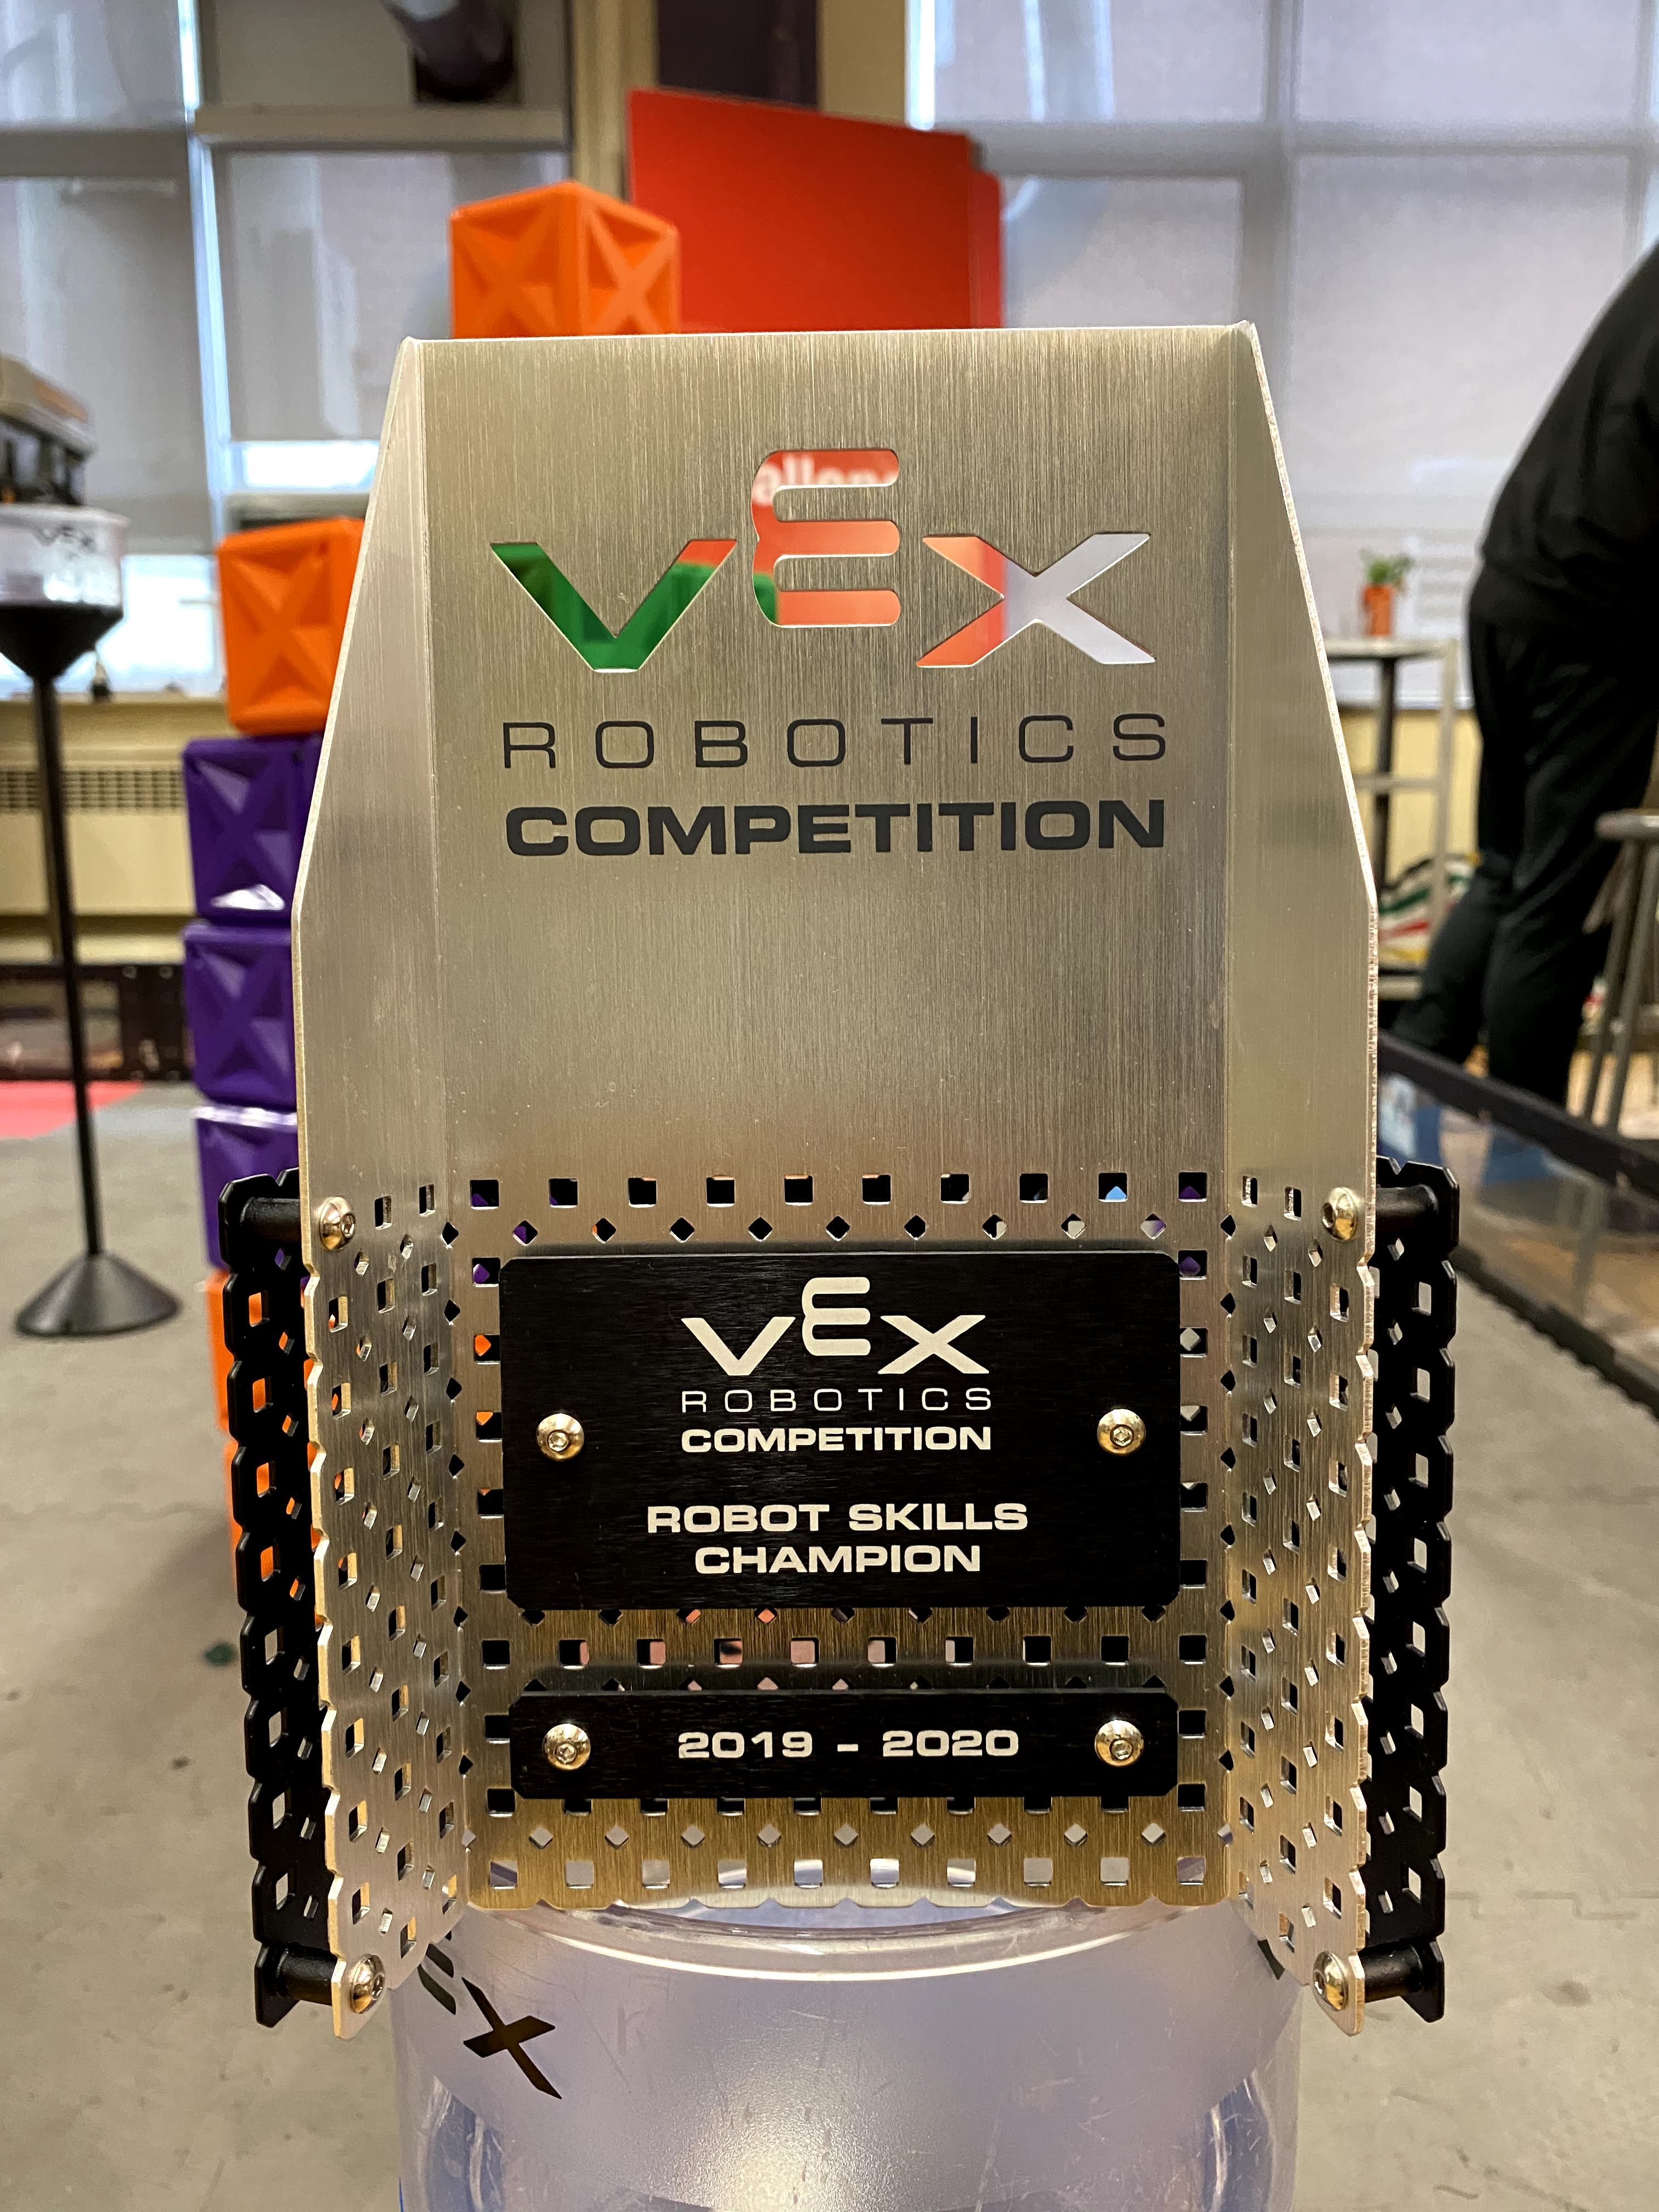 VEX
ROBOTICS
COMPETITION
VEX
ROBOTICS
COMPETITION
ROBOT SKILLS
CHAMPION
2019 - 2020